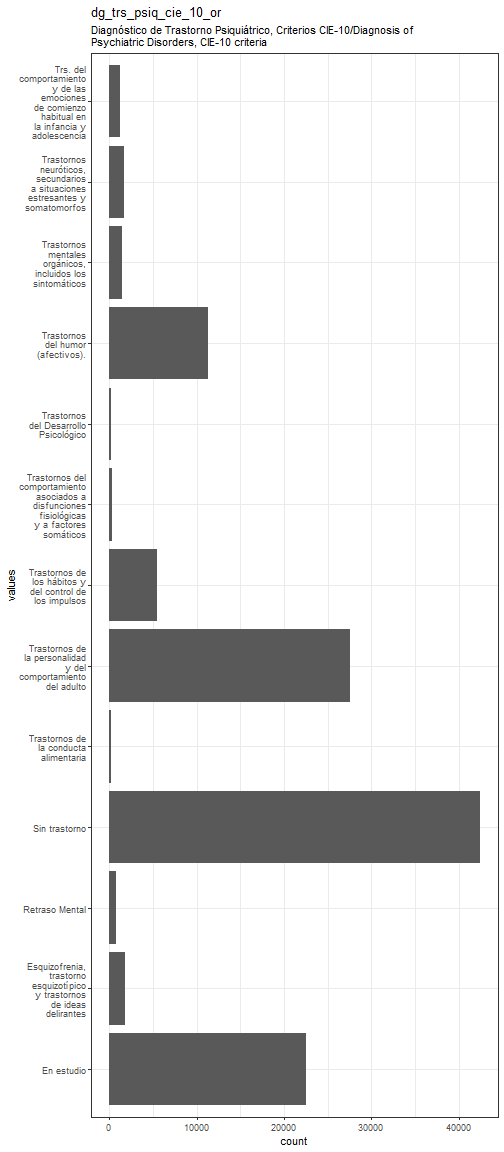 dg_trs_psiq_cie_10_or
Diagnóstico de Trastorno Psiquiátrico, Criterios CIE-10/Diagnosis of
Psychiatric Disorders, CIE-10 criteria
values
Trs. del
comportamiento
y de las
emociones
de comienzo
habitual en
la infancia y
adolescencia
Trastornos
neuróticos,
secundarios
a situaciones
estresantes y
somatomorfos
Trastornos
mentales
orgánicos,
incluidos los
sintomáticos
Trastornos
del humor
(afectivos).
Trastornos
del Desarrollo
Psicológico
Trastornos del
comportamiento
asociados a
disfunciones
fisiológicas
y a factores
somáticos
Trastornos de
los hábitos y
del control de
los impulsos
Trastornos de
la personalidad
y del
comportamiento
del adulto
Trastornos de
la conducta
alimentaria
Sin trastorno
Retraso Mental
Esquizofrenia,
trastorno
esquizotípico
y trastornos
de ideas
delirantes
En estudio
0 10000 20000 30000 40000
count